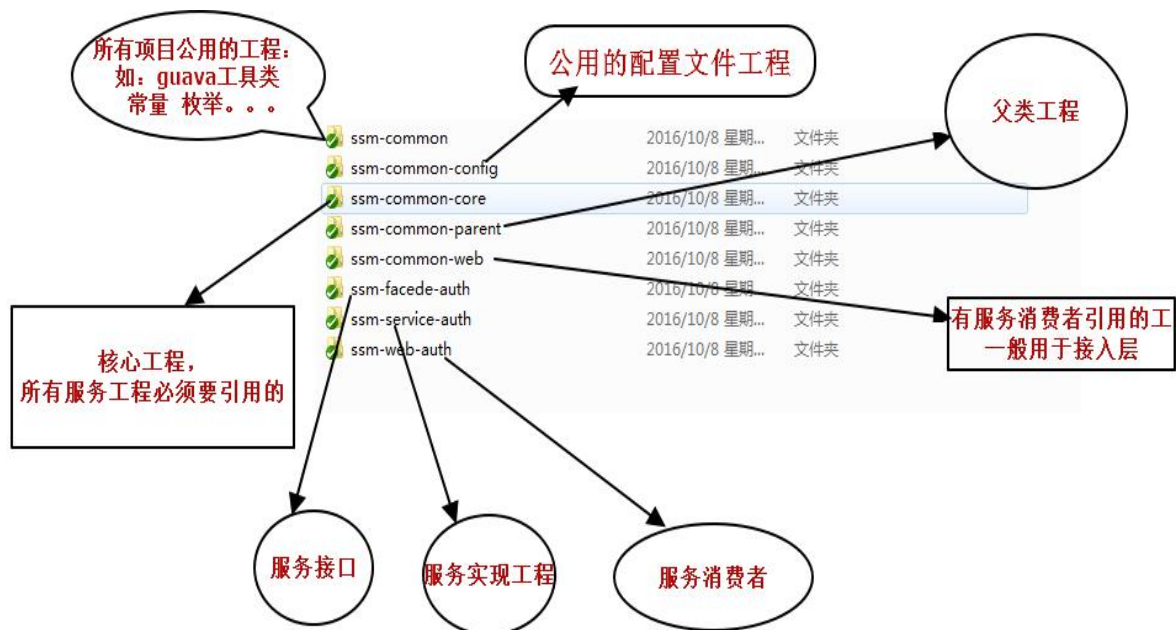 所有项目公用的工程：
如：guava工具类
常量 枚举。。。
公用的配置文件工程
父类工程
ssm-common 2016/10/8 星期... 文件夹
ssm-common-config 2016/10/8 星期... 文件夹
ssm-common-core 2016/10/8 星期... 文件夹
ssm-common-parent 2016/10/8 星期... 文件夹
ssm-common-web 2016/10/8 星期... 文件夹
ssm-facede-auth 2016/10/8 星期... 文件夹
ssm-service-auth 2016/10/8 星期... 文件夹
ssm-web-auth 2016/10/8 星期... 文件夹
核心工程，
所有服务工程必须要引用的
有服务消费者引用的工
一般用于接入层
服务接口
服务实现工程
服务消费者